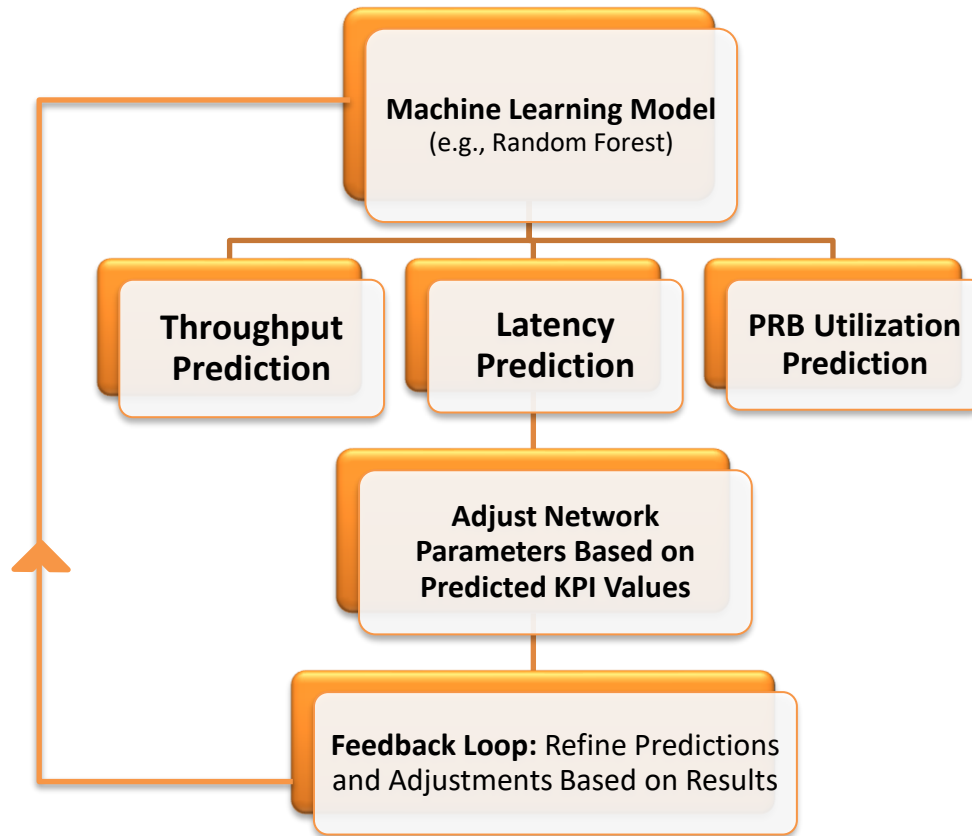 Machine Learning Model
(e.g., Random Forest)
Throughput
Prediction
Latency
Prediction
PRB Utilization
Prediction
Adjust Network
Parameters Based on
Predicted KPI Values
Feedback Loop: Refine Predictions
and Adjustments Based on Results